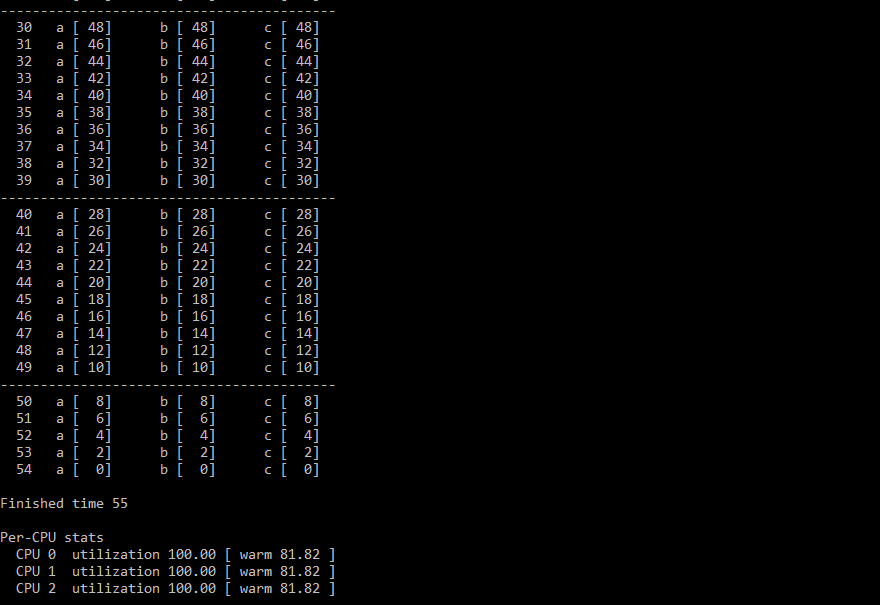 ------------------------------------------
  30   a [ 48]      b [ 48]      c [ 48]
  31   a [ 46]      b [ 46]      c [ 46]
  32   a [ 44]      b [ 44]      c [ 44]
  33   a [ 42]      b [ 42]      c [ 42]
  34   a [ 40]      b [ 40]      c [ 40]
  35   a [ 38]      b [ 38]      c [ 38]
  36   a [ 36]      b [ 36]      c [ 36]
  37   a [ 34]      b [ 34]      c [ 34]
  38   a [ 32]      b [ 32]      c [ 32]
  39   a [ 30]      b [ 30]      c [ 30]
------------------------------------------
  40   a [ 28]      b [ 28]      c [ 28]
  41   a [ 26]      b [ 26]      c [ 26]
  42   a [ 24]      b [ 24]      c [ 24]
  43   a [ 22]      b [ 22]      c [ 22]
  44   a [ 20]      b [ 20]      c [ 20]
  45   a [ 18]      b [ 18]      c [ 18]
  46   a [ 16]      b [ 16]      c [ 16]
  47   a [ 14]      b [ 14]      c [ 14]
  48   a [ 12]      b [ 12]      c [ 12]
  49   a [ 10]      b [ 10]      c [ 10]
------------------------------------------
  50   a [  8]      b [  8]      c [  8]
  51   a [  6]      b [  6]      c [  6]
  52   a [  4]      b [  4]      c [  4]
  53   a [  2]      b [  2]      c [  2]
  54   a [  0]      b [  0]      c [  0]

Finished time 55

Per-CPU stats
  CPU 0  utilization 100.00 [ warm 81.82 ]
  CPU 1  utilization 100.00 [ warm 81.82 ]
  CPU 2  utilization 100.00 [ warm 81.82 ]